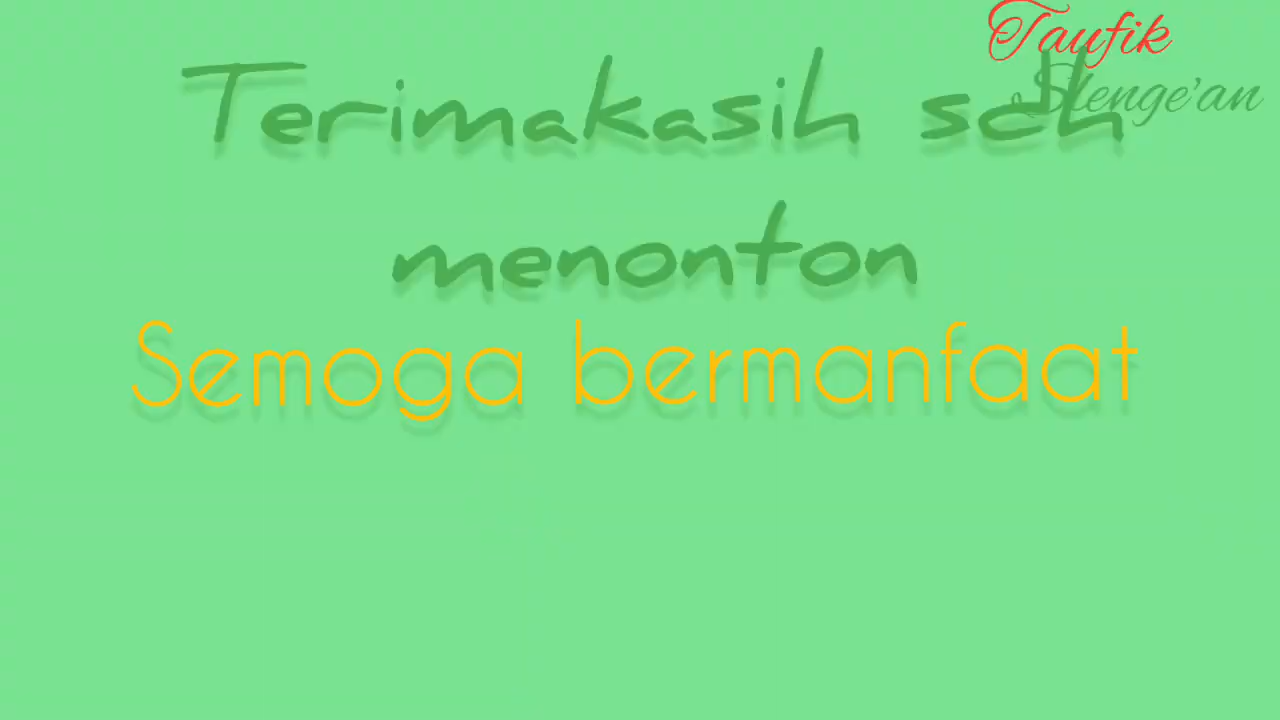 Taufik
Slenge'an
Terimakasih sdh
menonton
Semoga bermanfaat